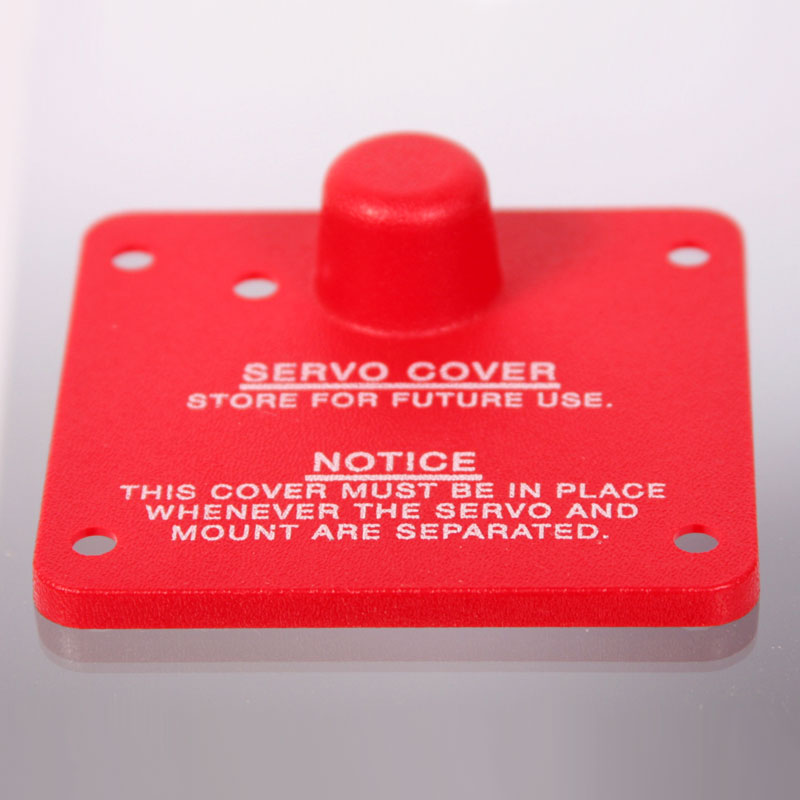 SERVO COVER
STORE FOR FUTURE USE.
NOTICE
THIS COVER MUST BE IN PLACE
WHENEVER THE SERVO AND
MOUNT ARE SEPARATED.